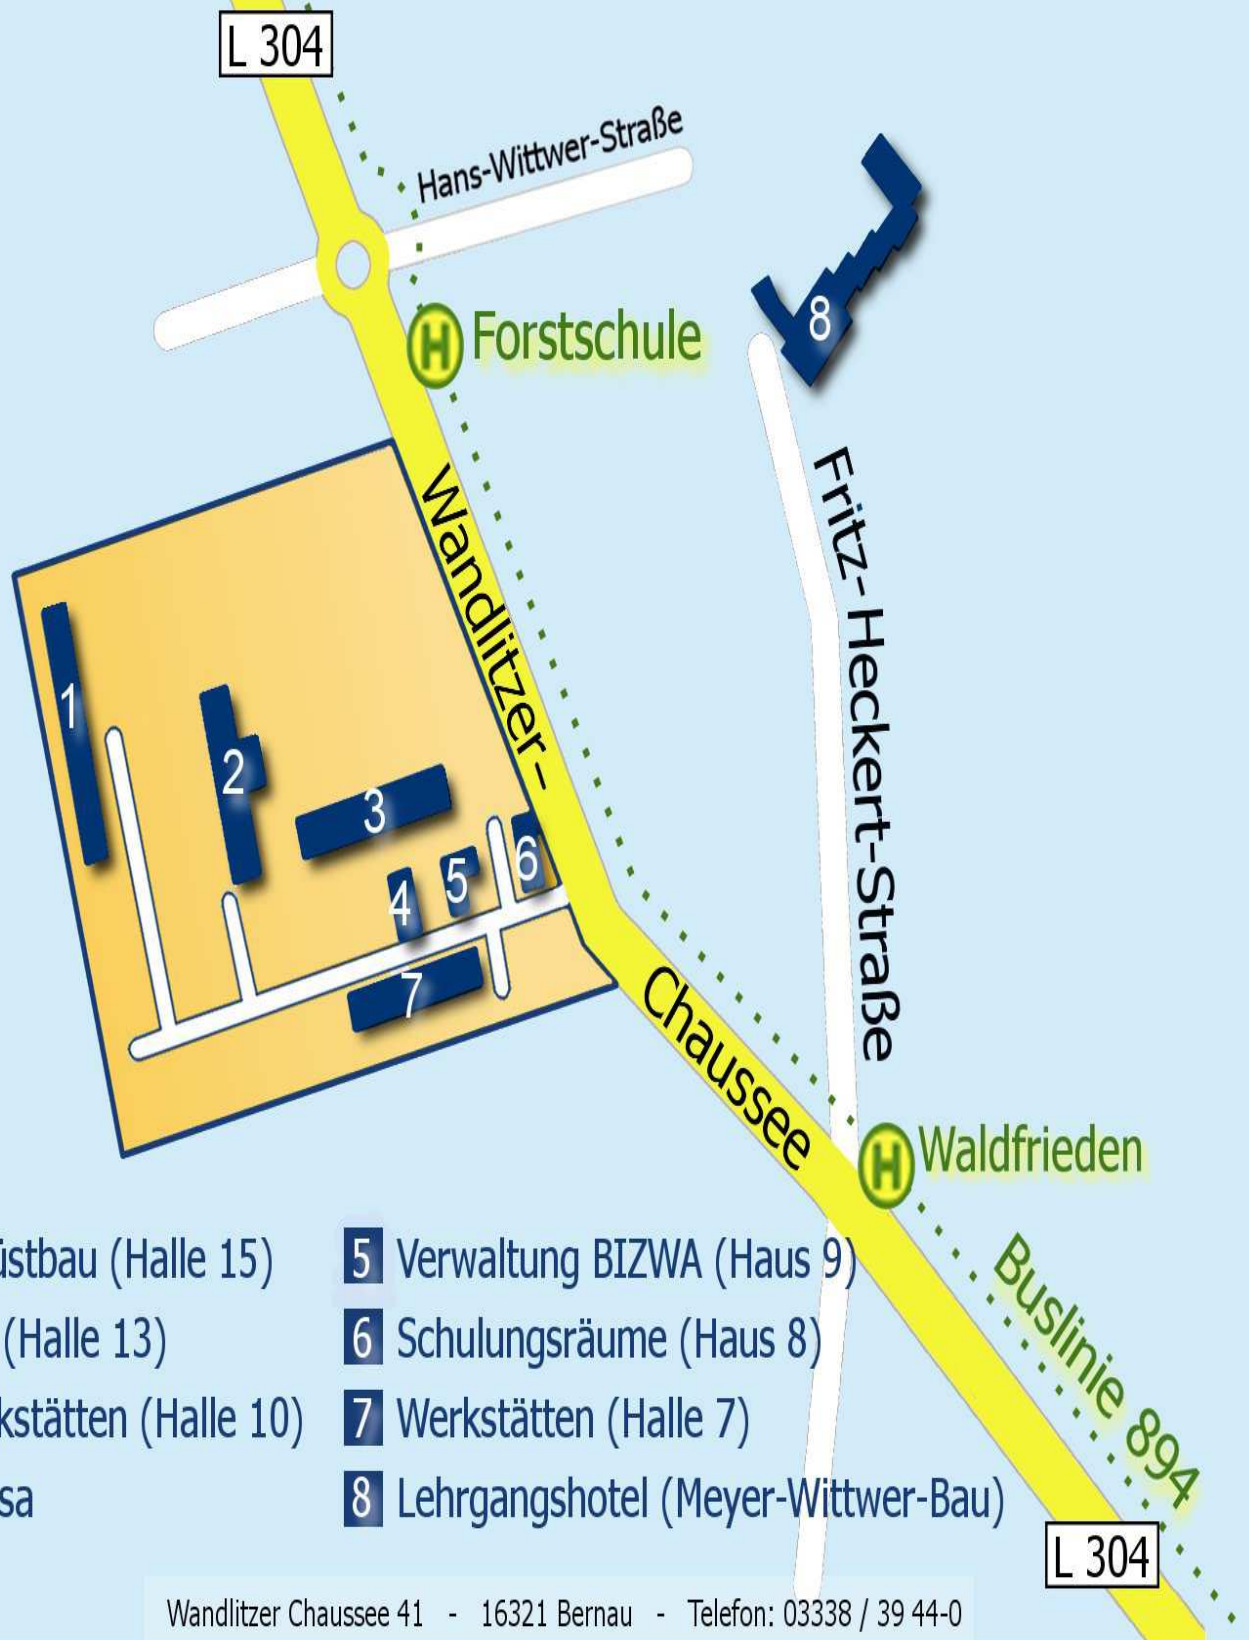 L 304
Hans-Wittwer-Straße
8
H Forstschule
Fritz-Heckert-Straße
Wandlitzer-
1
2
3
6
5
4
7
Chaussee
H Waldfrieden
Buslinie 894
(Halle 15)
5 Verwaltung BIZWA (Haus 9)
(Halle 13)
6 Schulungsräume (Haus 8)
(Halle 10)
7 Werkstätten (Halle 7)
8 Lehrgangshotel (Meyer-Wittwer-Bau)
L 304
Wandlitzer Chaussee 41 - 16321 Bernau - Telefon: 03338 / 39 44-0